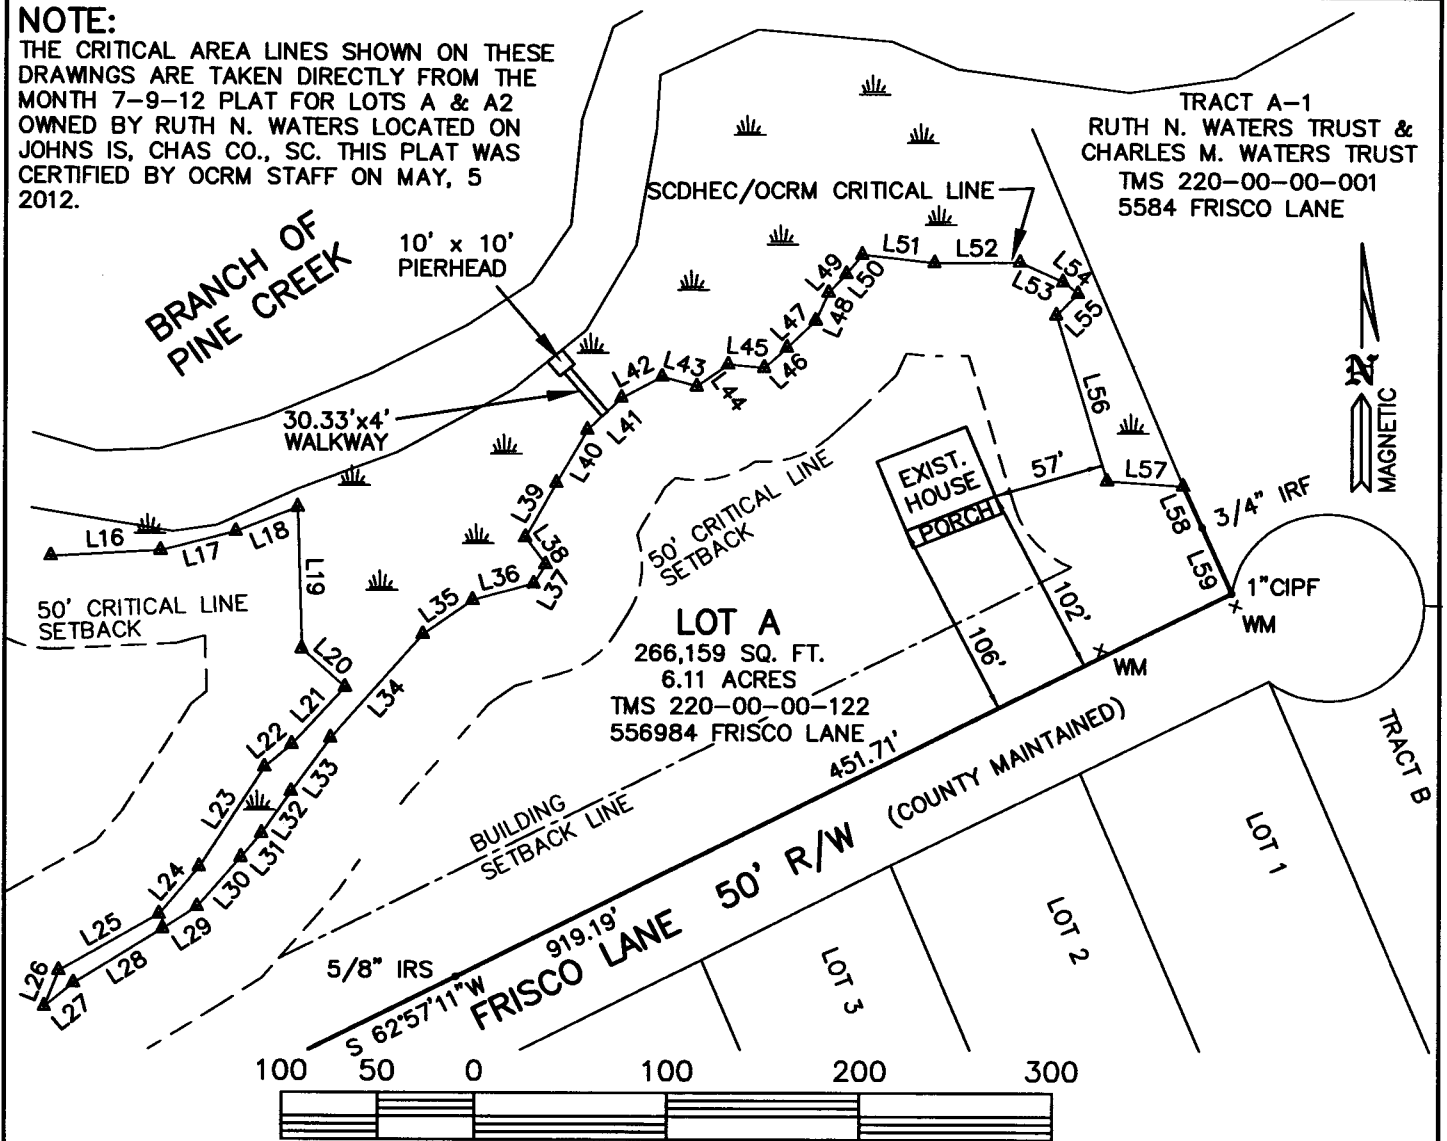 NOTE:
THE CRITICAL AREA LINES SHOWN ON THESE
DRAWINGS ARE TAKEN DIRECTLY FROM THE
MONTH 7-9-12 PLAT FOR LOTS A & A2
OWNED BY RUTH N. WATERS LOCATED ON
JOHNS IS, CHAS CO., SC. THIS PLAT WAS
CERTIFIED BY OCRM STAFF ON MAY, 5
2012.
TRACT A-1
RUTH N. WATERS TRUST &
CHARLES M. WATERS TRUST
TMS 220-00-00-001
5584 FRISCO LANE
SCDHEC/OCRM CRITICAL LINE
BRANCH OF
PINE CREEK
10' x 10'
PIERHEAD
30.33'x4'
WALKWAY
L16
L17
L18
L19
L20
L21
L22
L23
L24
L25
L26
L27
L28
L29
L30
L31
L32
L33
L34
L35
L36
L37
L38
L39
L40
L41
L42
L43
L44
L45
L46
L47
L48
L49
L50
L51
L52
L53
L54
L55
L56
L57
L58
L59
N
MAGNETIC
50' CRITICAL LINE
SETBACK
50' CRITICAL LINE
SETBACK
EXIST.
HOUSE
PORCH
57'
102'
106'
3/4" IRF
1"CIPF
WM
WM
LOT A
266,159 SQ. FT.
6.11 ACRES
TMS 220-00-00-122
556984 FRISCO LANE
BUILDING
SETBACK LINE
451.71'
919.19'
5/8" IRS
S 62°57'11"W
FRISCO LANE 50' R/W (COUNTY MAINTAINED)
TRACT B
LOT 1
LOT 2
LOT 3
100 50 0 100 200 300